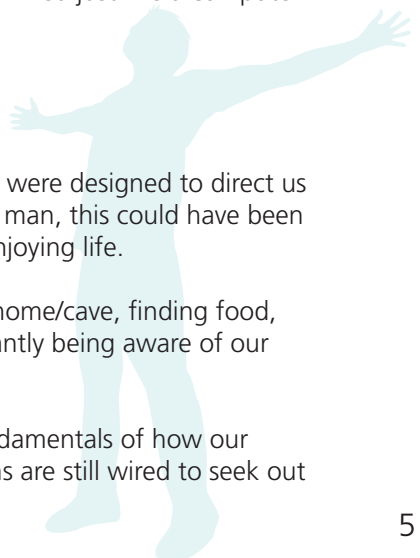 were designed to direct us
man, this could have been
njoying life.
home/cave, finding food,
antly being aware of our
ndamentals of how our
ns are still wired to seek out
5